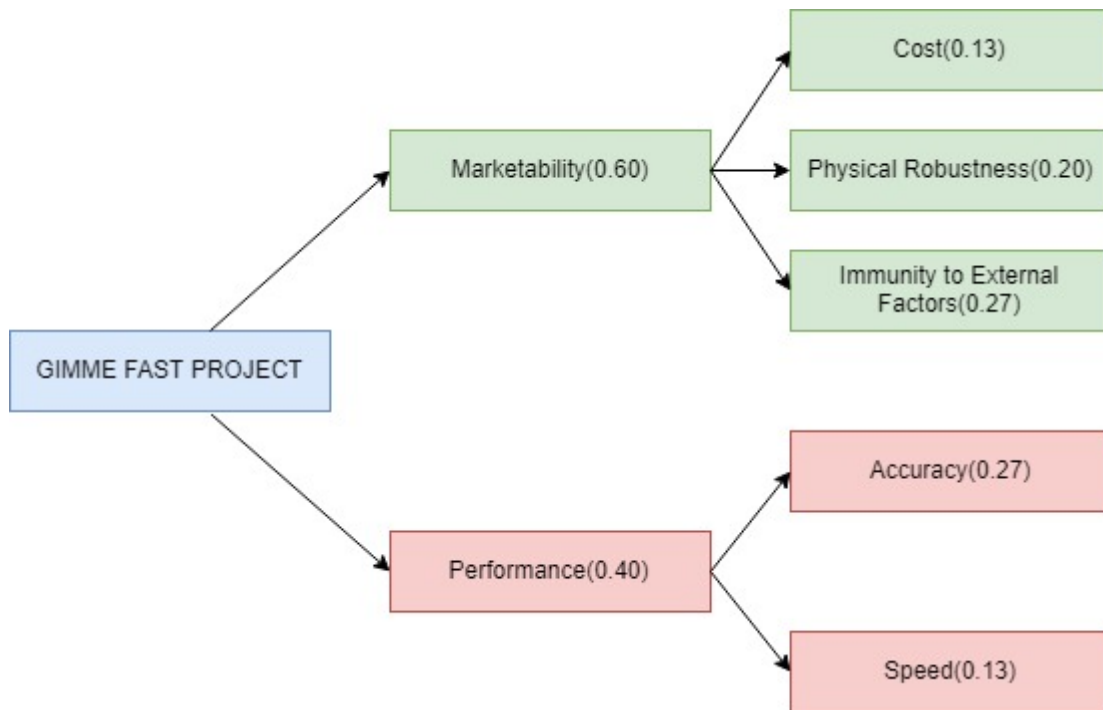 Cost(0.13)
Marketability(0.60)
Physical Robustness(0.20)
Immunity to External
Factors(0.27)
GIMME FAST PROJECT
Accuracy(0.27)
Performance(0.40)
Speed(0.13)